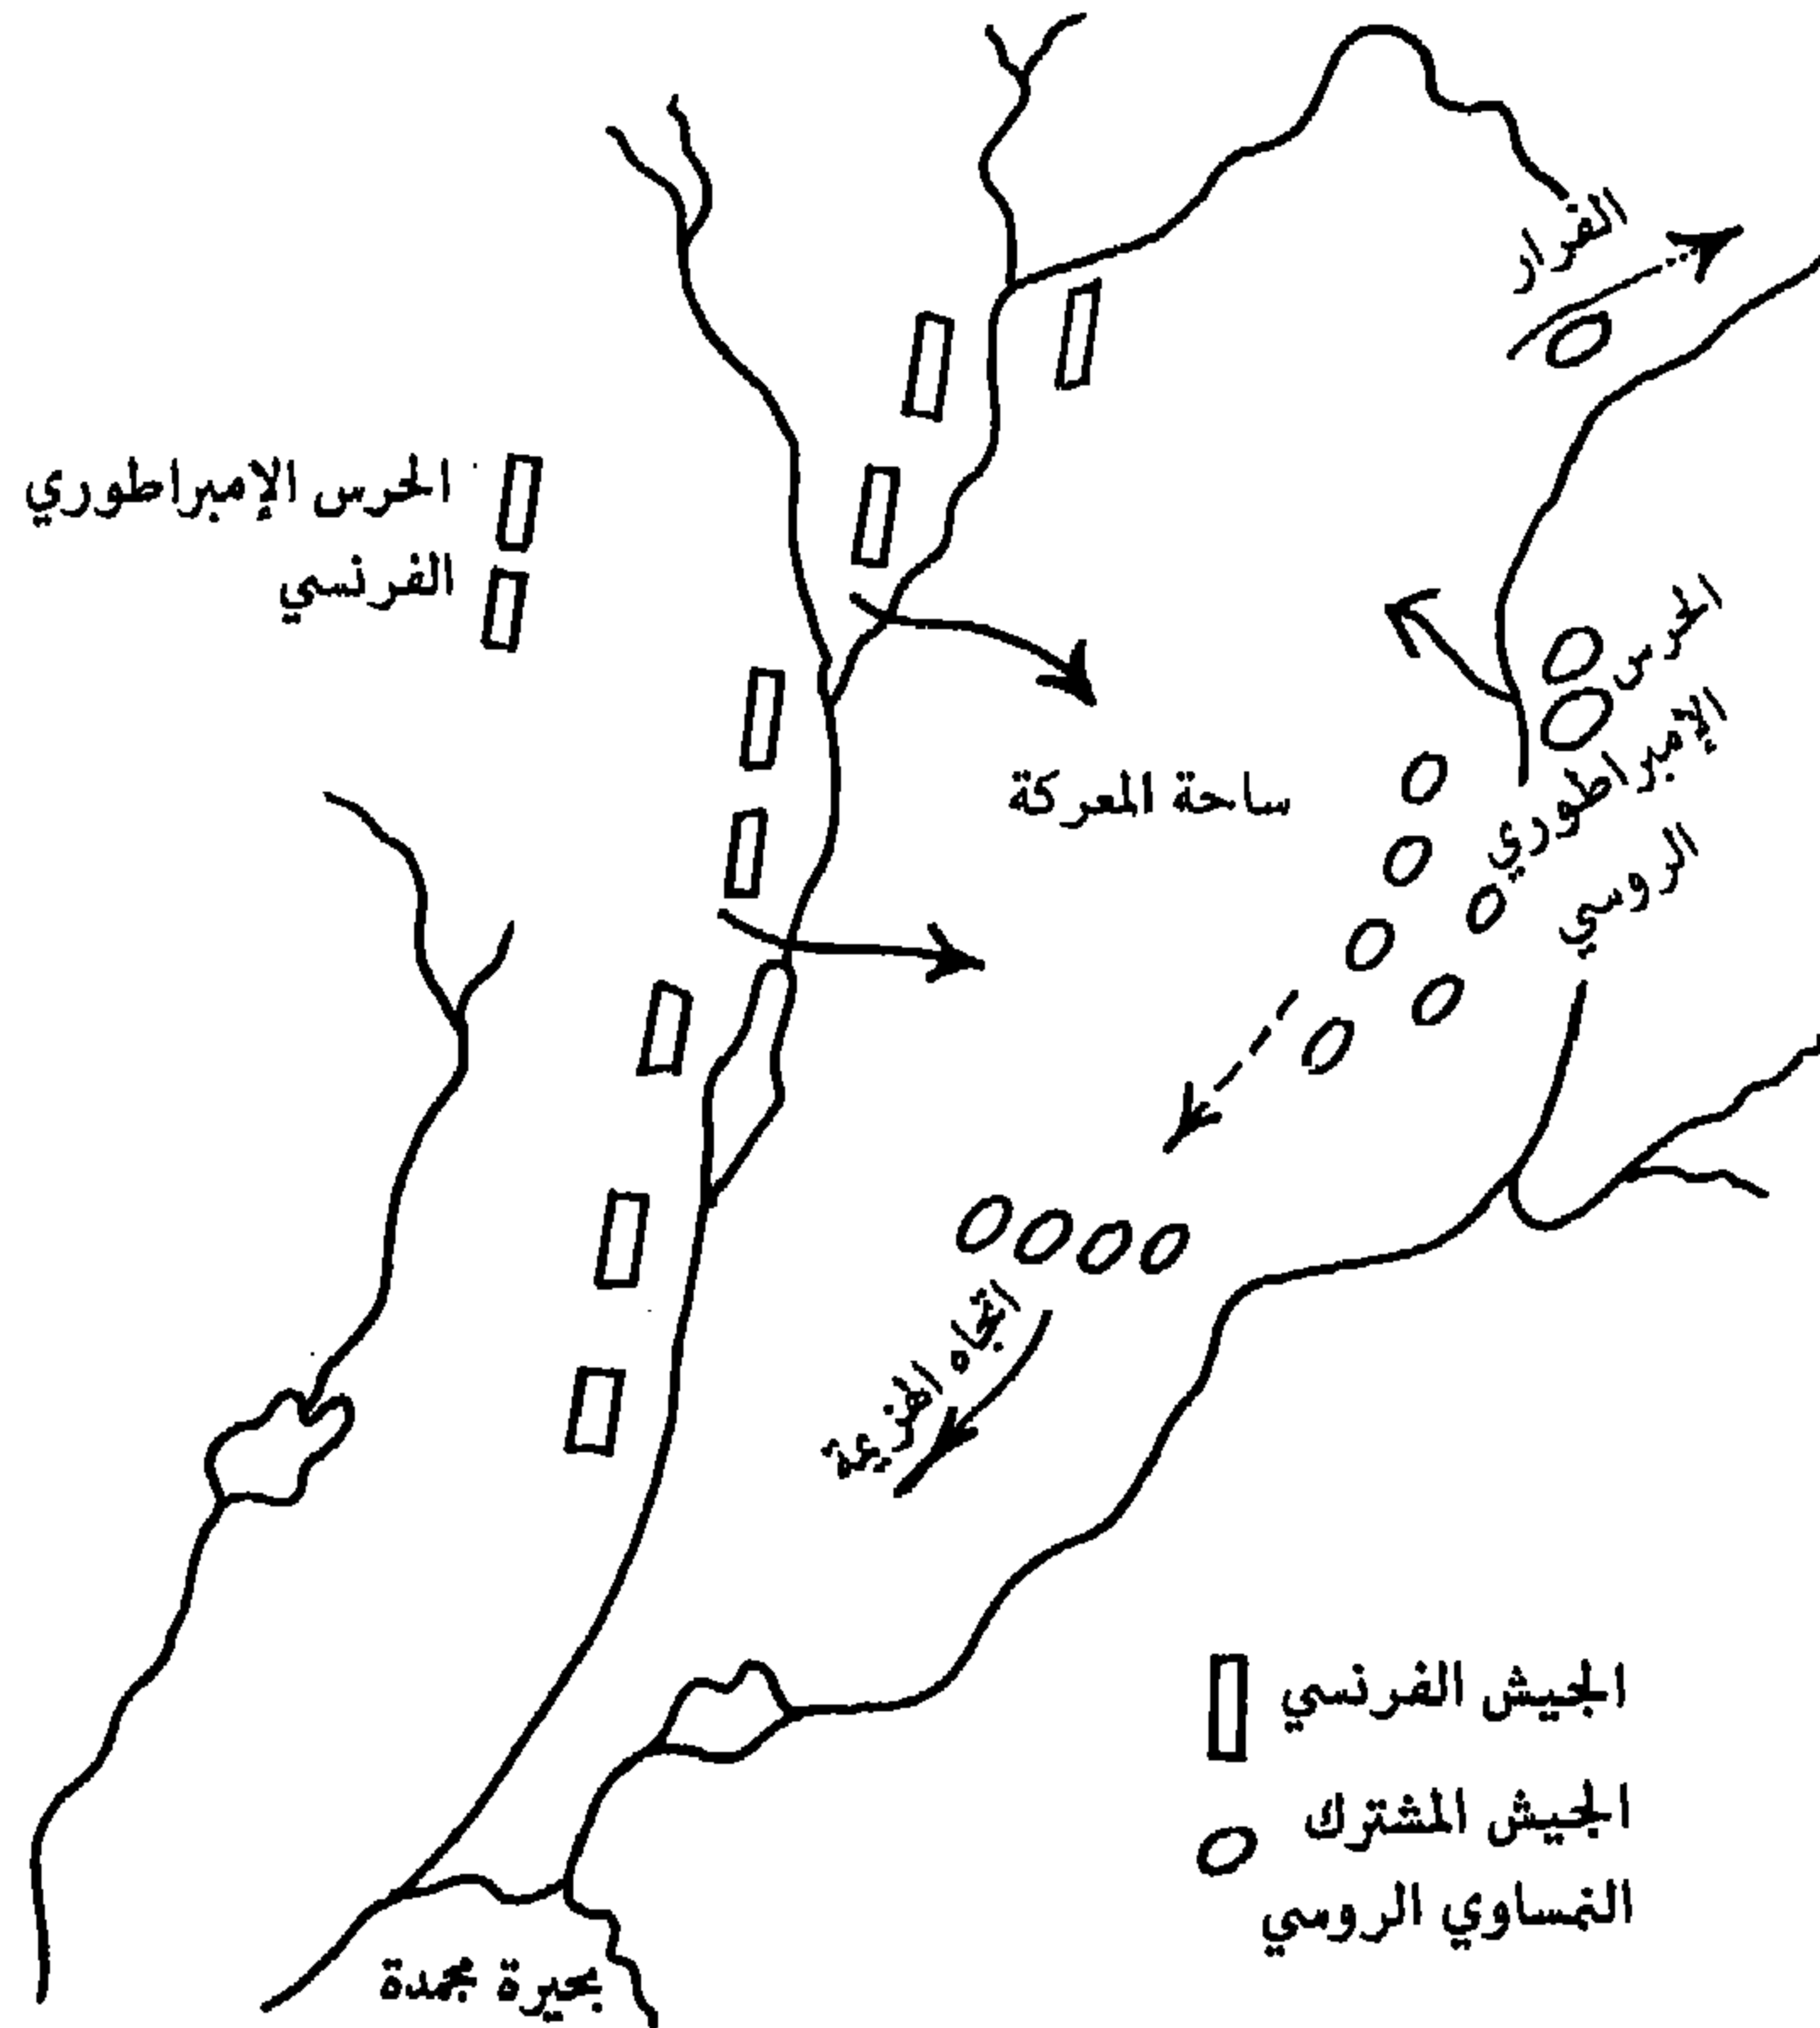 الفرار
الحرس الإمبراطوري
الفرنسي
الحرس
الإمبراطوري
الروسي
ساحة المعركة
اتجاه الهزيمة
الجيش الفرنسي
الجيش المشترك
النمساوي الروسي
بحيرة مجمدة